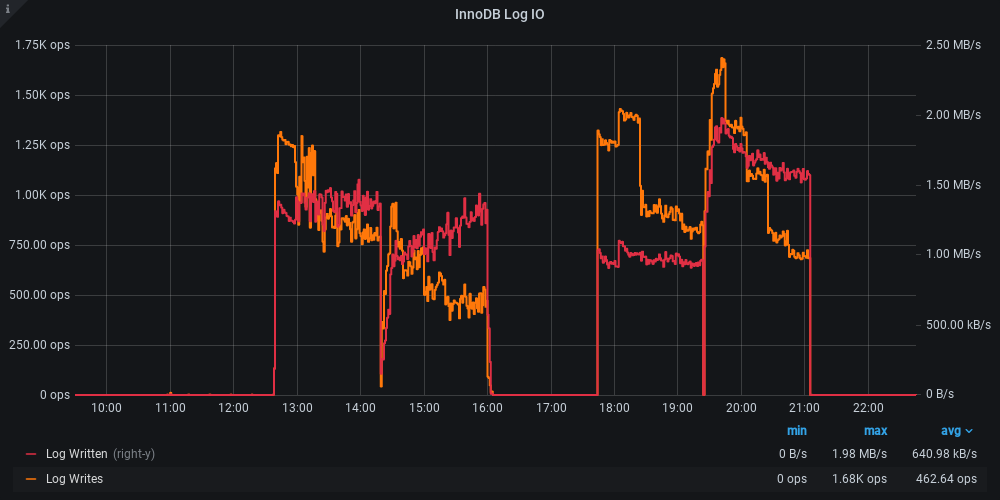 i
InnoDB Log IO
1.75K ops
2.50 MB/s
1.50K ops
2.00 MB/s
1.25K ops
1.00K ops
1.50 MB/s
750.00 ops
1.00 MB/s
500.00 ops
500.00 kB/s
250.00 ops
0 ops
0 B/s
10:00 11:00 12:00 13:00 14:00 15:00 16:00 17:00 18:00 19:00 20:00 21:00 22:00
min max avg
Log Written (right-y) 0 B/s 1.98 MB/s 640.98 kB/s
Log Writes 0 ops 1.68K ops 462.64 ops